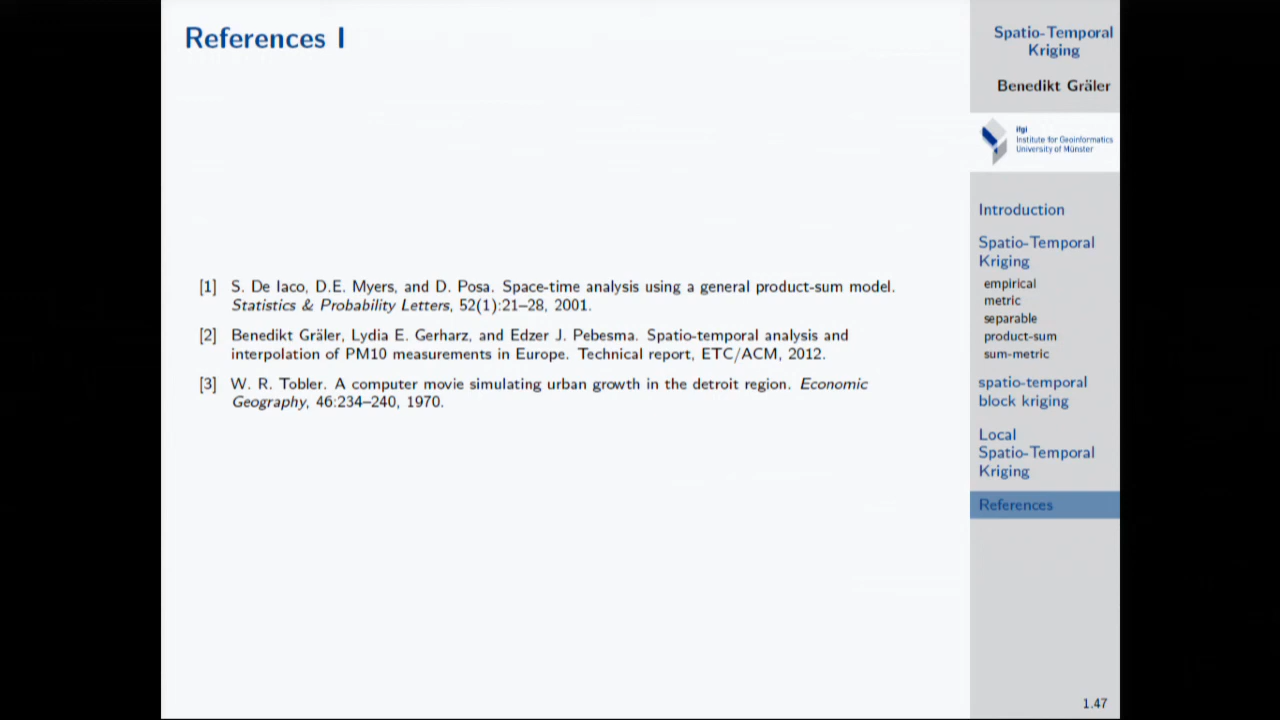 References I
[1] S. De Iaco, D.E. Myers, and D. Posa. Space-time analysis using a general product-sum model.
Statistics & Probability Letters, 52(1):21–28, 2001.
[2] Benedikt Gräler, Lydia E. Gerharz, and Edzer J. Pebesma. Spatio-temporal analysis and
interpolation of PM10 measurements in Europe. Technical report, ETC/ACM, 2012.
[3] W. R. Tobler. A computer movie simulating urban growth in the detroit region. Economic
Geography, 46:234–240, 1970.
Spatio-Temporal
Kriging
Benedikt Gräler
ifgi
Institute for Geoinformatics
University of Münster
Introduction
Spatio-Temporal
Kriging
empirical
metric
separable
product-sum
sum-metric
spatio-temporal
block kriging
Local
Spatio-Temporal
Kriging
References
1.47